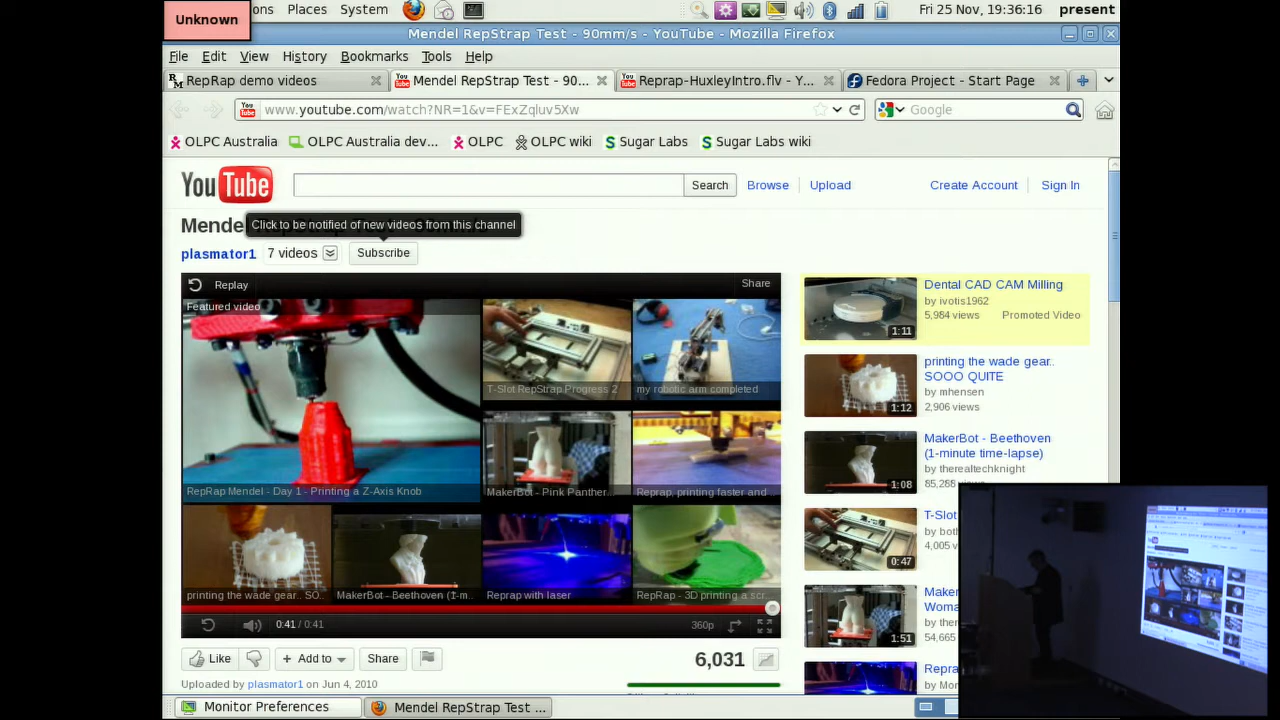 Unknown
ons Places System Fri 25 Nov, 19:36:16 present
Mendel RepStrap Test - 90mm/s - YouTube - Mozilla Firefox
File Edit View History Bookmarks Tools Help
RepRap demo videos Mendel RepStrap Test - 90... Reprap-HuxleyIntro.flv - Y... Fedora Project - Start Page
www.youtube.com/watch?NR=1&v=FExZqluv5Xw Google
OLPC Australia OLPC Australia dev... OLPC OLPC wiki Sugar Labs Sugar Labs wiki
YouTube Search Browse Upload Create Account Sign In
Mende
Click to be notified of new videos from this channel
plasmator1 7 videos Subscribe
Replay Share
Featured video
T-Slot RepStrap Progress 2
my robotic arm completed
RepRap Mendel - Day 1 - Printing a Z-Axis Knob
MakerBot - Pink Panther...
Reprap, printing faster and...
printing the wade gear.. SO...
MakerBot - Beethoven (1-m...
Reprap with laser
RepRap - 3D printing a scr...
0:41 / 0:41 360p
Like Add to Share 6,031
Uploaded by plasmator1 on Jun 4, 2010
Dental CAD CAM Milling
by ivotis1962
5,984 views Promoted Video
1:11
printing the wade gear..
SOOO QUITE
by mhensen
2,906 views
1:12
MakerBot - Beethoven
(1-minute time-lapse)
by therealtechknight
85,288 views
1:08
T-Slot
by both
4,005 v
0:47
Maker
Woma
by ther
54,665
1:51
Repra
by Mor
Monitor Preferences Mendel RepStrap Test ...